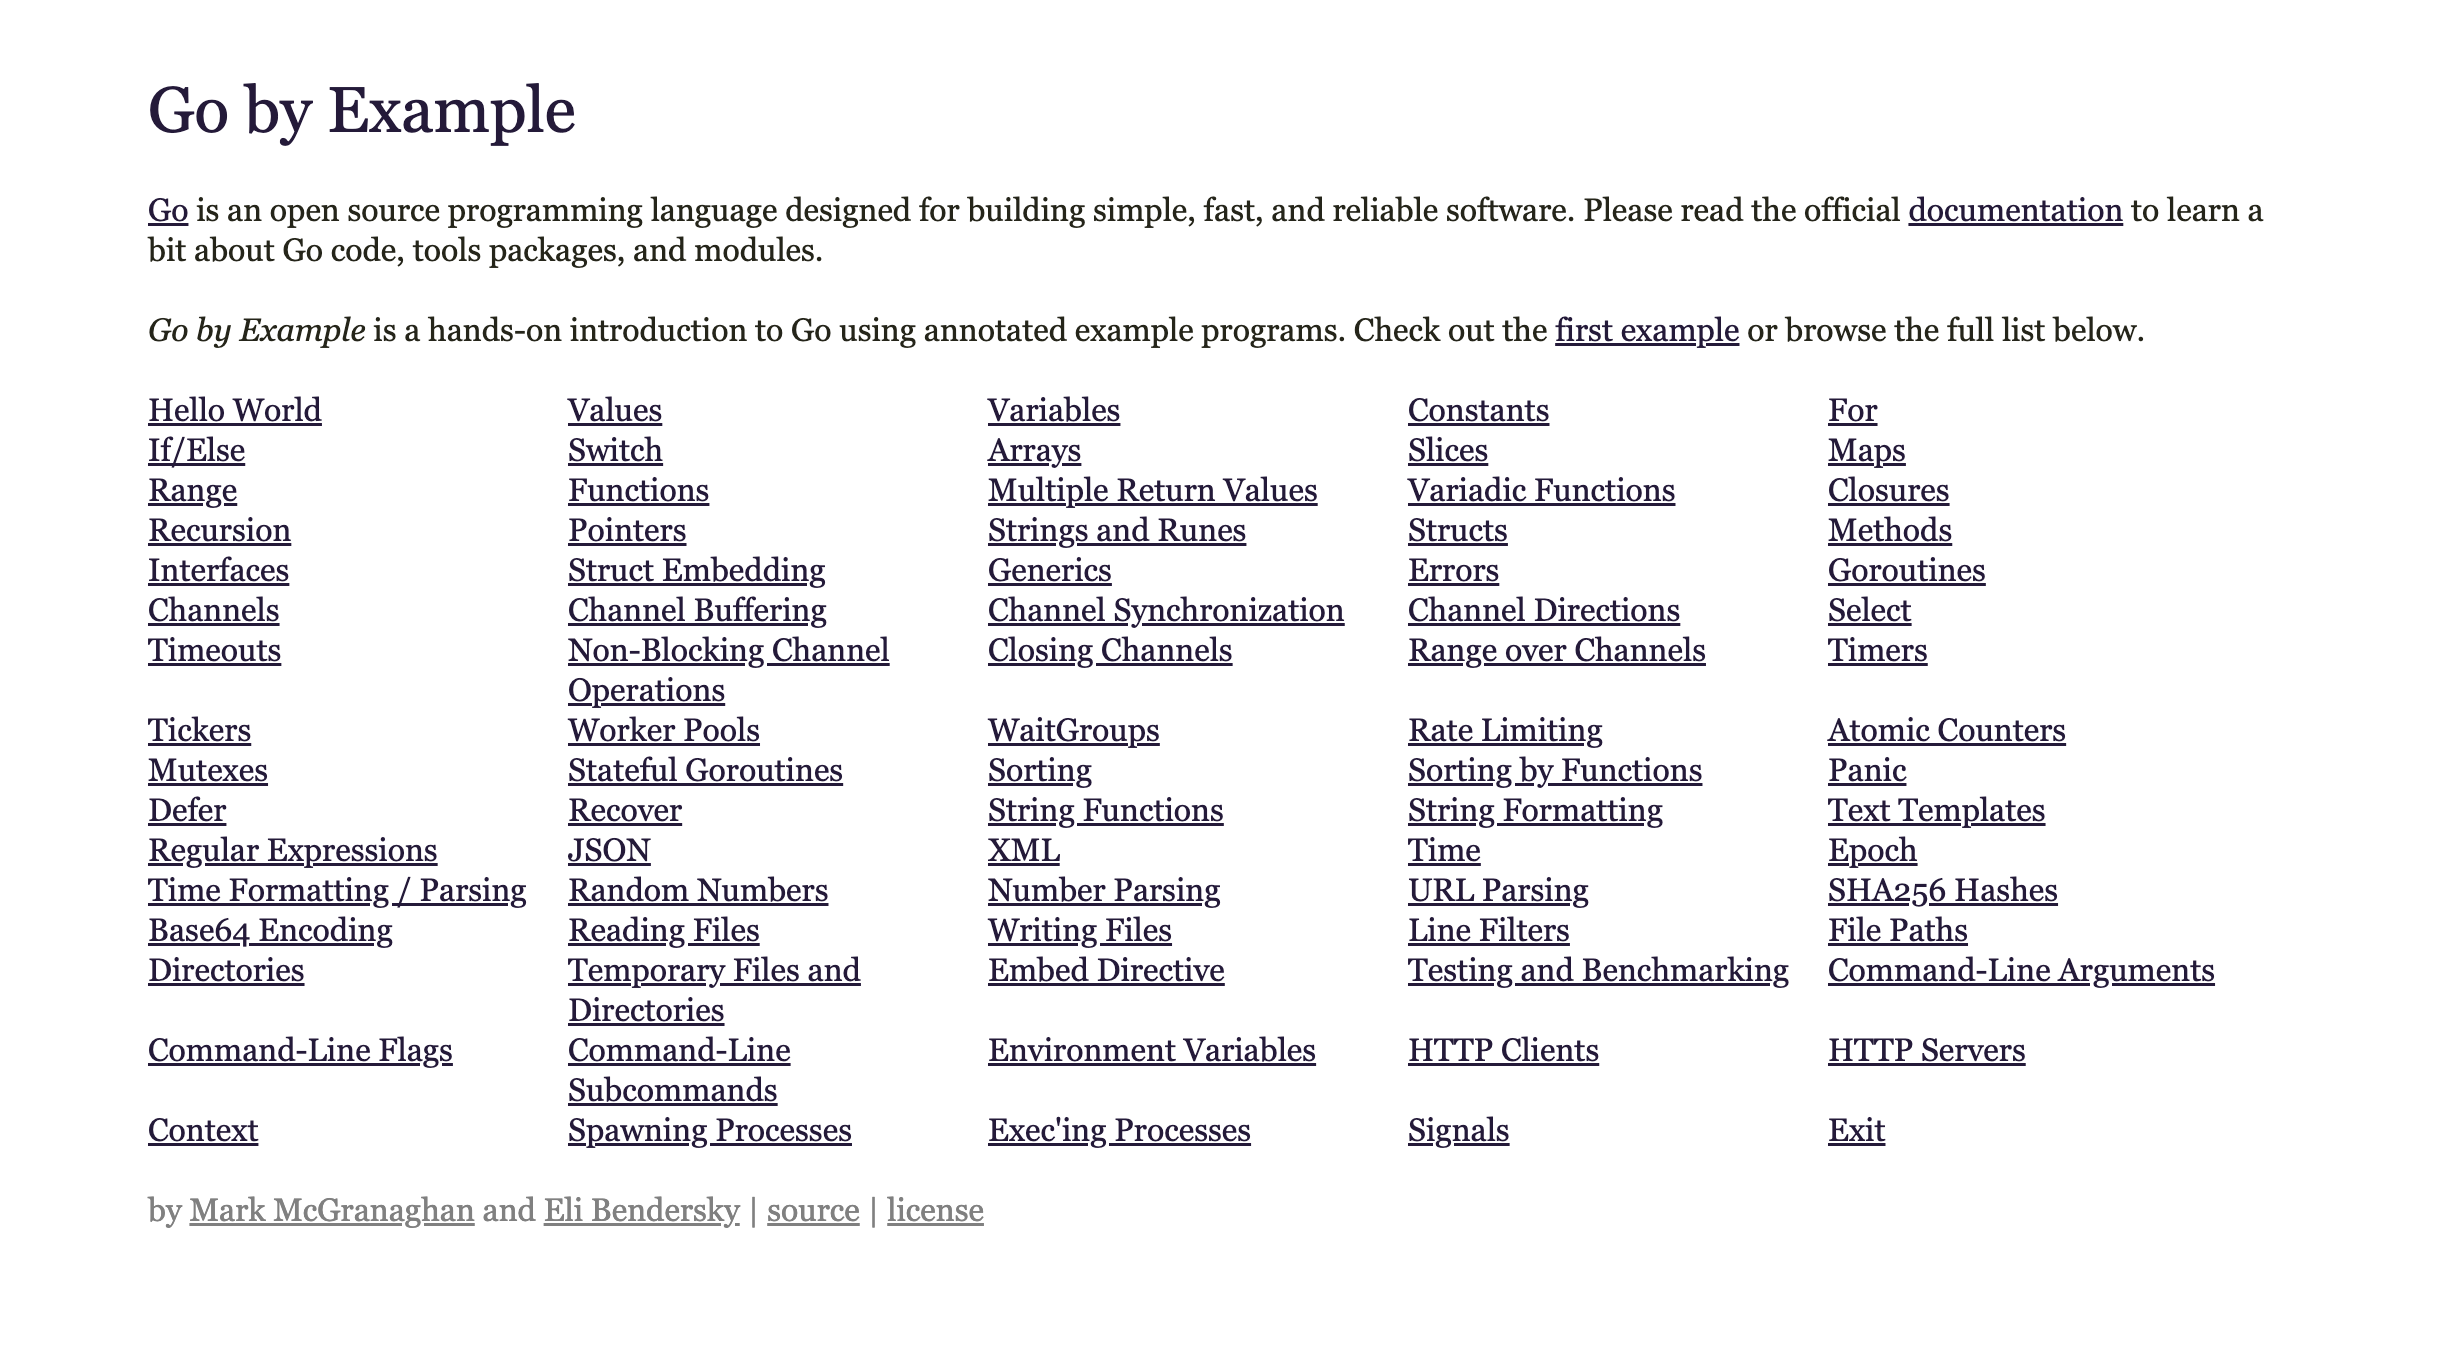 Go by Example
Go is an open source programming language designed for building simple, fast, and reliable software. Please read the official documentation to learn a
bit about Go code, tools packages, and modules.
Go by Example is a hands-on introduction to Go using annotated example programs. Check out the first example or browse the full list below.
Hello World Values Variables Constants For
If/Else Switch Arrays Slices Maps
Range Functions Multiple Return Values Variadic Functions Closures
Recursion Pointers Strings and Runes Structs Methods
Interfaces Struct Embedding Generics Errors Goroutines
Channels Channel Buffering Channel Synchronization Channel Directions Select
Timeouts Non-Blocking Channel Closing Channels Range over Channels Timers
Operations
Tickers Worker Pools WaitGroups Rate Limiting Atomic Counters
Mutexes Stateful Goroutines Sorting Sorting by Functions Panic
Defer Recover String Functions String Formatting Text Templates
Regular Expressions JSON XML Time Epoch
Time Formatting / Parsing Random Numbers Number Parsing URL Parsing SHA256 Hashes
Base64 Encoding Reading Files Writing Files Line Filters File Paths
Directories Temporary Files and Embed Directive Testing and Benchmarking Command-Line Arguments
Directories
Command-Line Flags Command-Line Environment Variables HTTP Clients HTTP Servers
Subcommands
Context Spawning Processes Exec'ing Processes Signals Exit
by Mark McGranaghan and Eli Bendersky | source | license